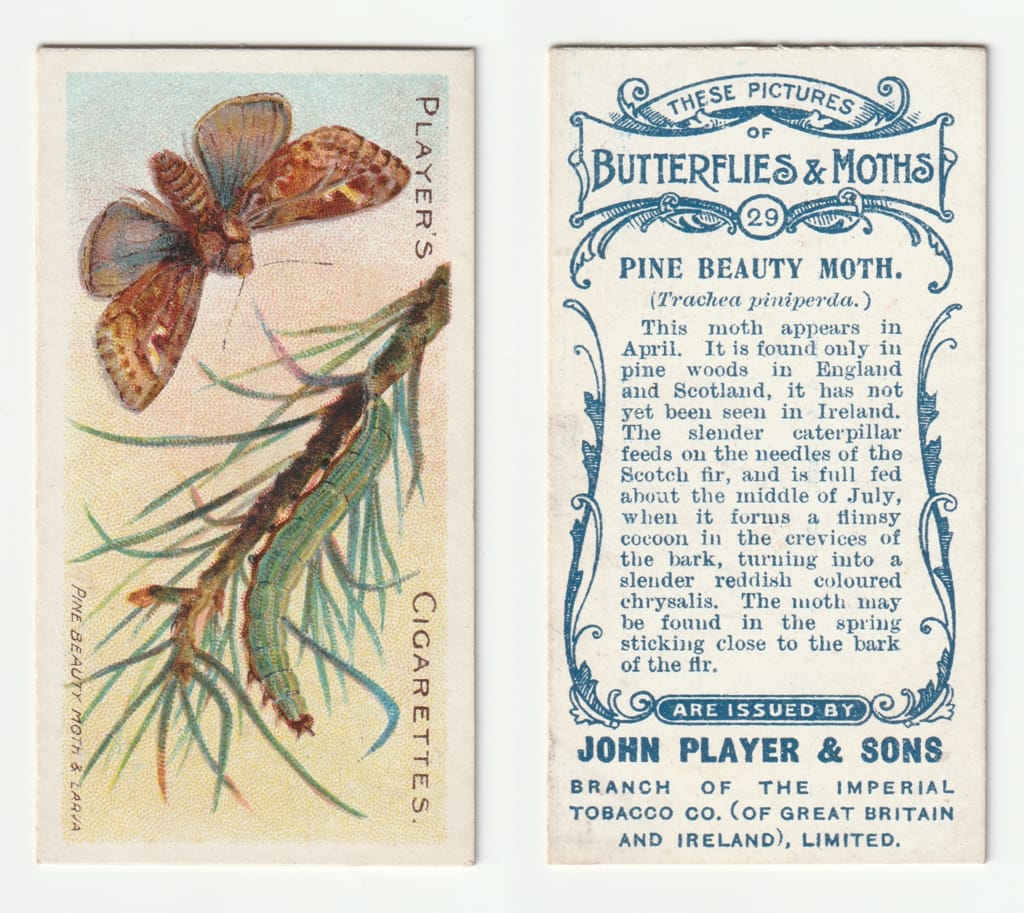 PLAYER'S CIGARETTES.
PINE BEAUTY MOTH & LARVA
THESE PICTURES
OF
BUTTERFLIES & MOTHS
29
PINE BEAUTY MOTH.
(Trachea piniperda.)
This moth appears in
April. It is found only in
pine woods in England
and Scotland, it has not
yet been seen in Ireland.
The slender caterpillar
feeds on the needles of the
Scotch fir, and is full fed
about the middle of July,
when it forms a flimsy
cocoon in the crevices of
the bark, turning into a
slender reddish coloured
chrysalis. The moth may
be found in the spring
sticking close to the bark
of the fir.
ARE ISSUED BY
JOHN PLAYER & SONS
BRANCH OF THE IMPERIAL
TOBACCO CO. (OF GREAT BRITAIN
AND IRELAND), LIMITED.